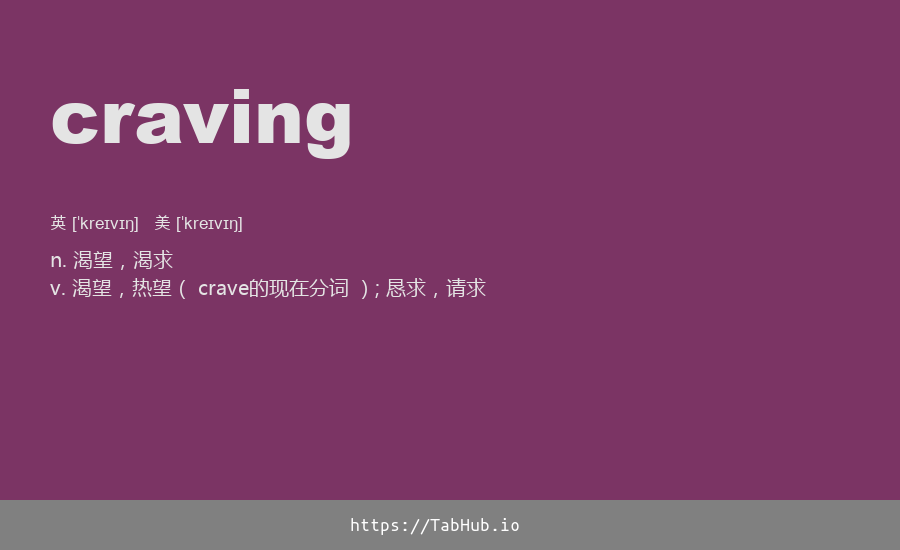 craving
英 [ˈkreɪvɪŋ] 美 [ˈkreɪvɪŋ]
n. 渴望，渴求
v. 渴望，热望（ crave的现在分词 ）; 恳求，请求
https://TabHub.io